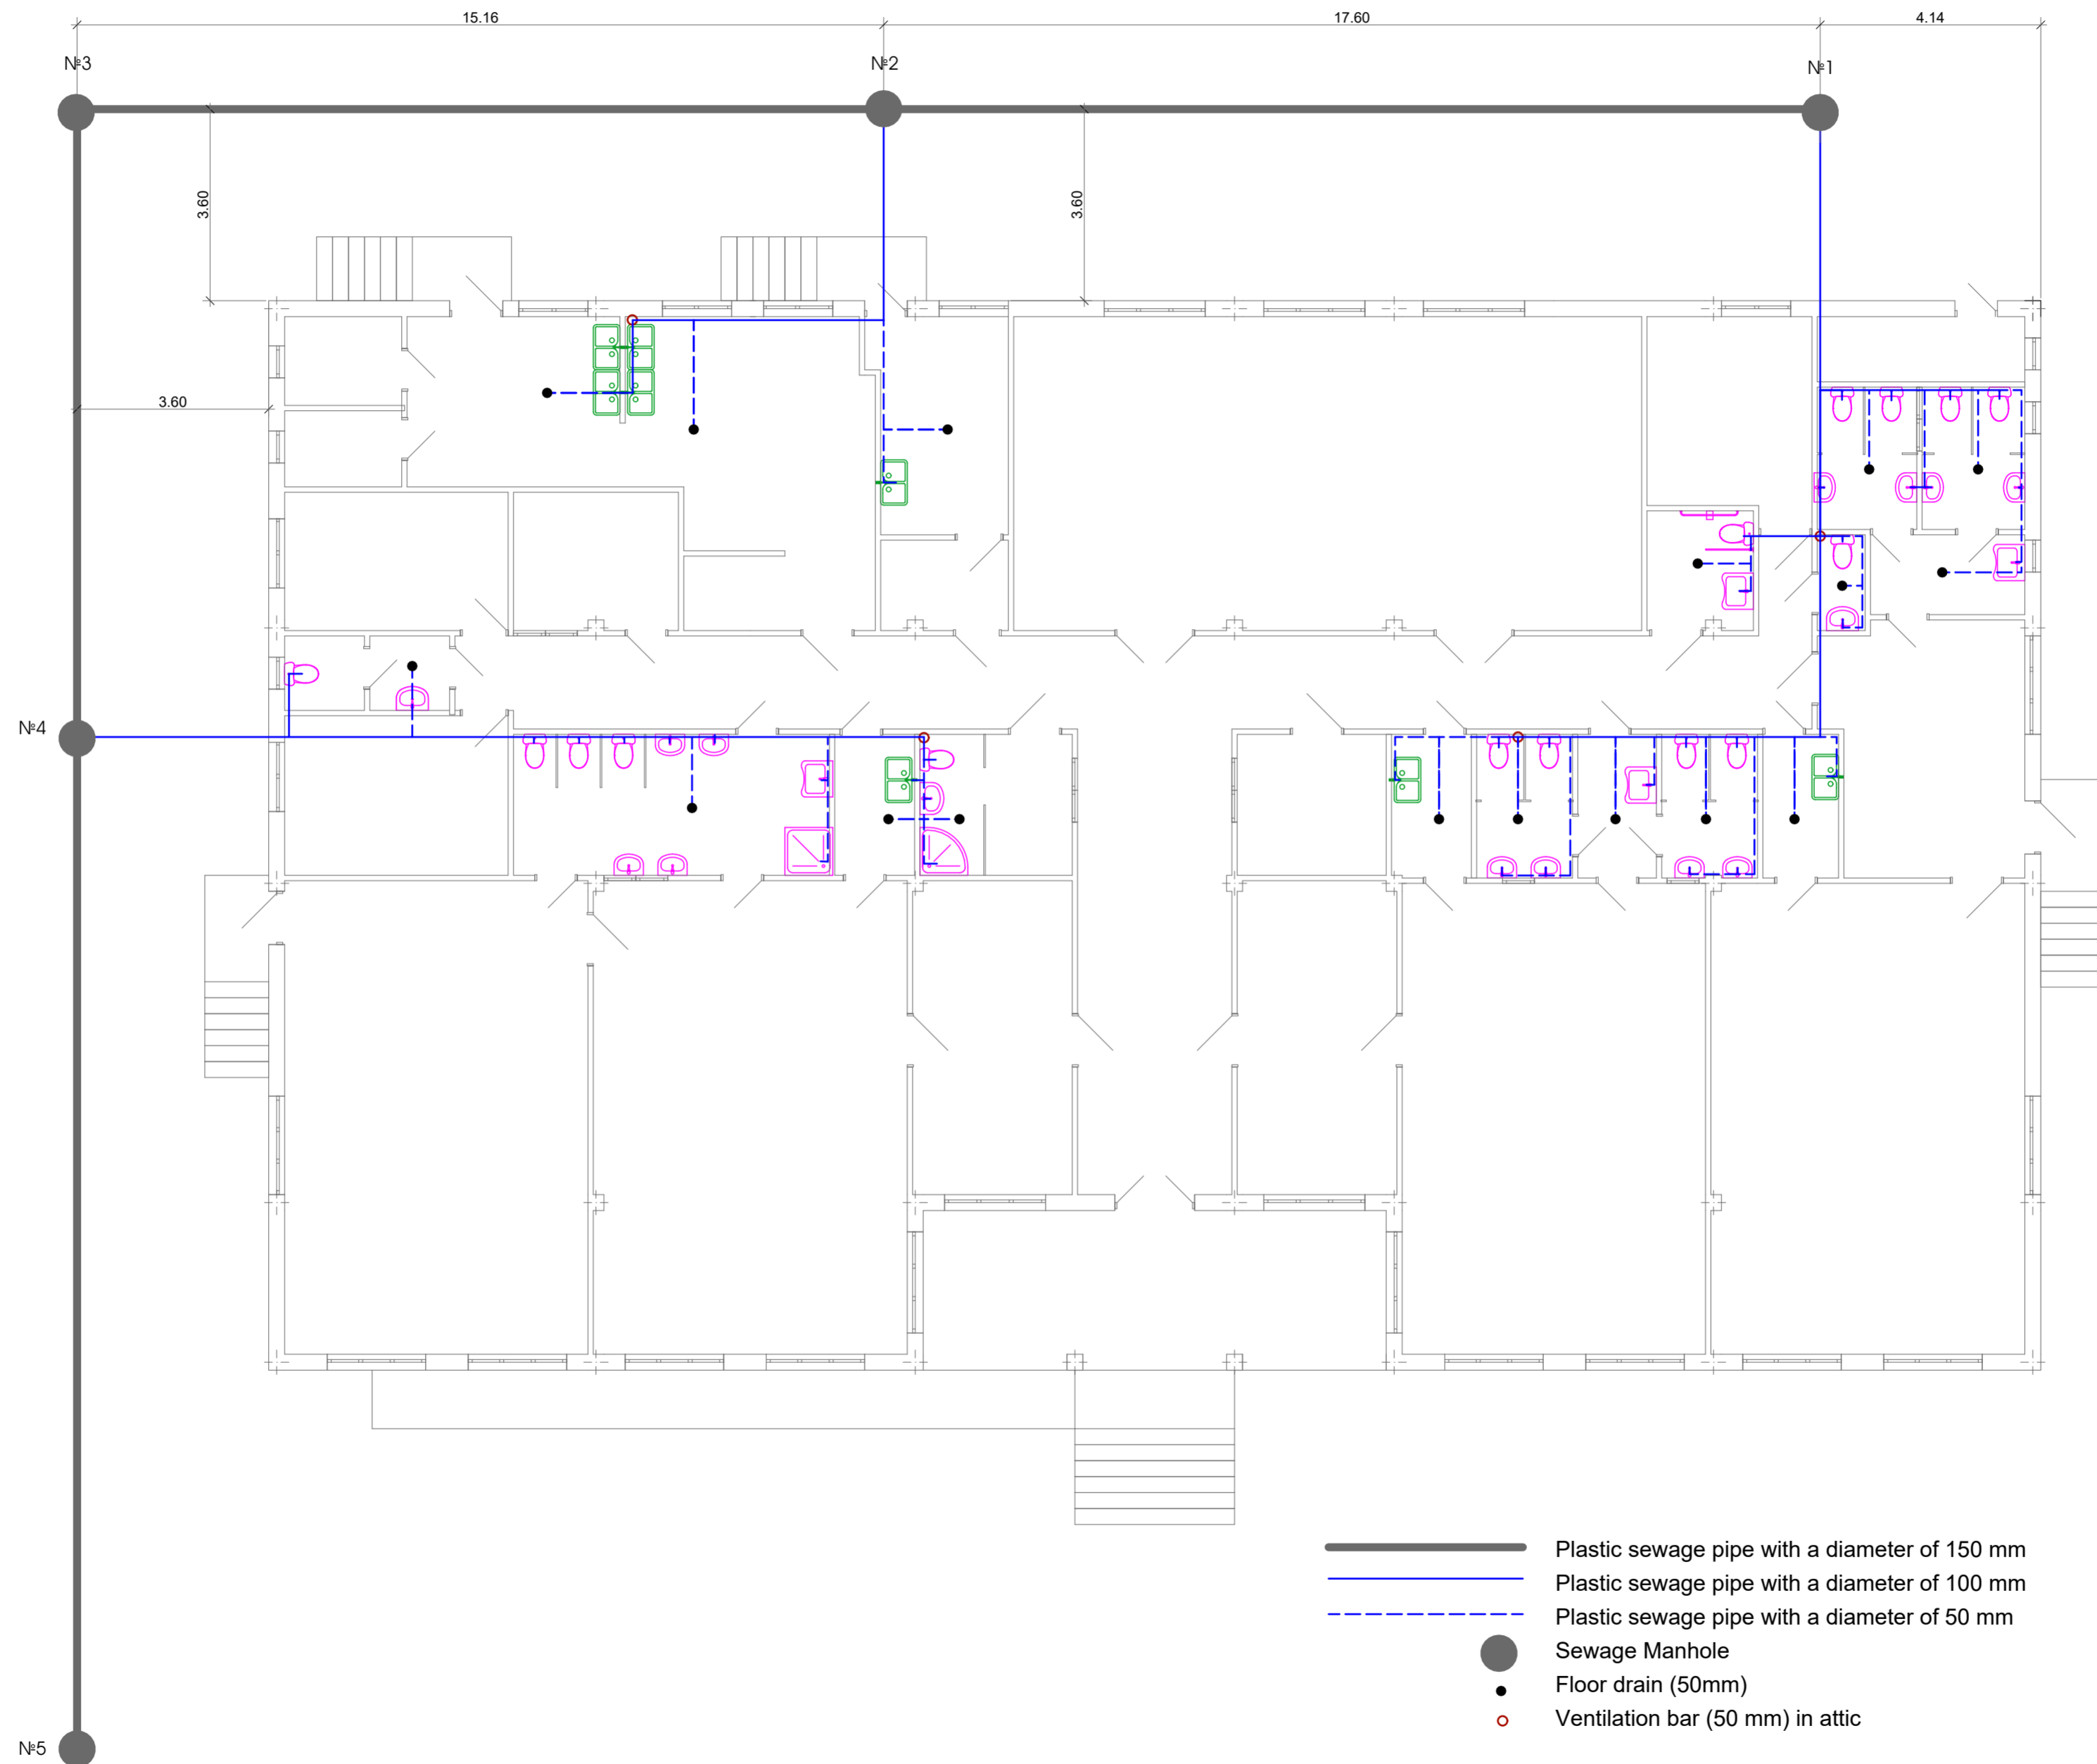 15.16
17.60
4.14
№3
№2
№1
3.60
3.60
3.60
№4
Plastic sewage pipe with a diameter of 150 mm
Plastic sewage pipe with a diameter of 100 mm
Plastic sewage pipe with a diameter of 50 mm
Sewage Manhole
Floor drain (50mm)
Ventilation bar (50 mm) in attic
№5